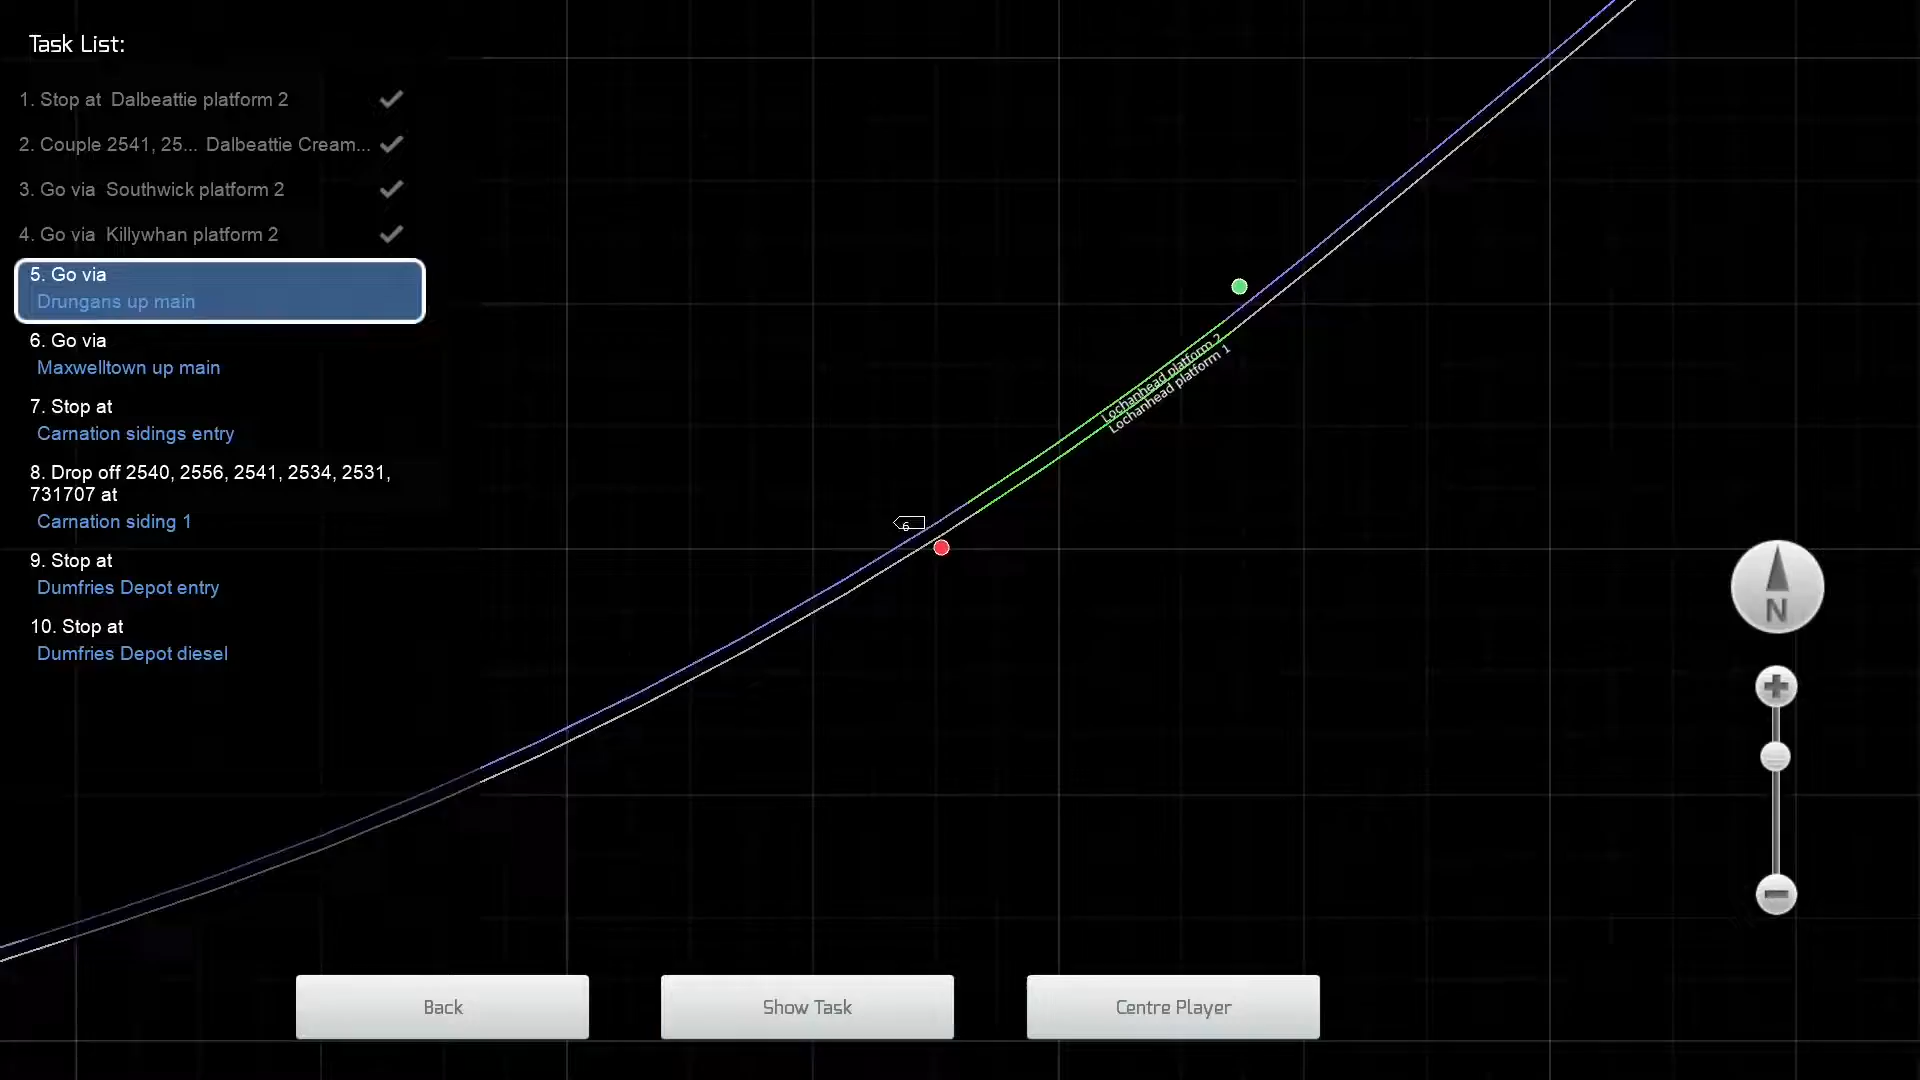 Task List:
1. Stop at Dalbeattie platform 2
2. Couple 2541, 25... Dalbeattie Cream...
3. Go via Southwick platform 2
4. Go via Killywhan platform 2
5. Go via
Drungans up main
6. Go via
Maxwelltown up main
7. Stop at
Carnation sidings entry
8. Drop off 2540, 2556, 2541, 2534, 2531,
731707 at
Carnation siding 1
9. Stop at
Dumfries Depot entry
10. Stop at
Dumfries Depot diesel
Lochanhead platform 2
Lochanhead platform 1
6
N
Back
Show Task
Centre Player